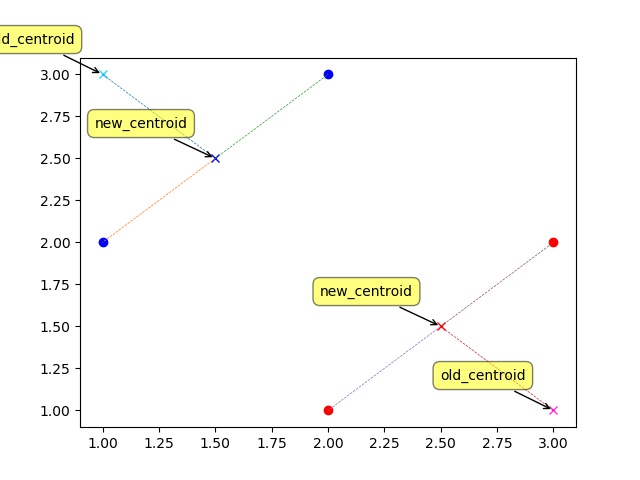 ld_centroid
3.00
2.75
new_centroid
2.50
2.25
2.00
1.75
new_centroid
1.50
1.25
old_centroid
1.00
1.00 1.25 1.50 1.75 2.00 2.25 2.50 2.75 3.00